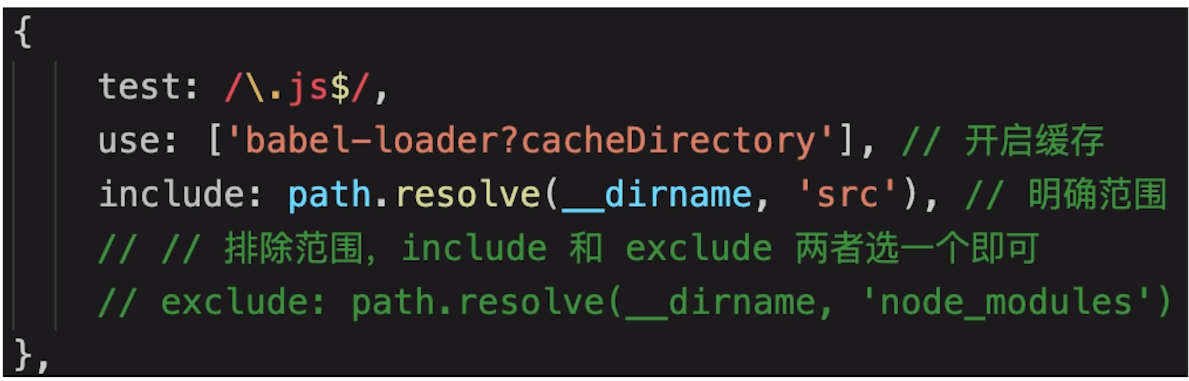 {
test: /\.js$/,
use: ['babel-loader?cacheDirectory'], // 开启缓存
include: path.resolve(__dirname, 'src'), // 明确范围
// // 排除范围，include 和 exclude 两者选一个即可
// exclude: path.resolve(__dirname, 'node_modules')
},